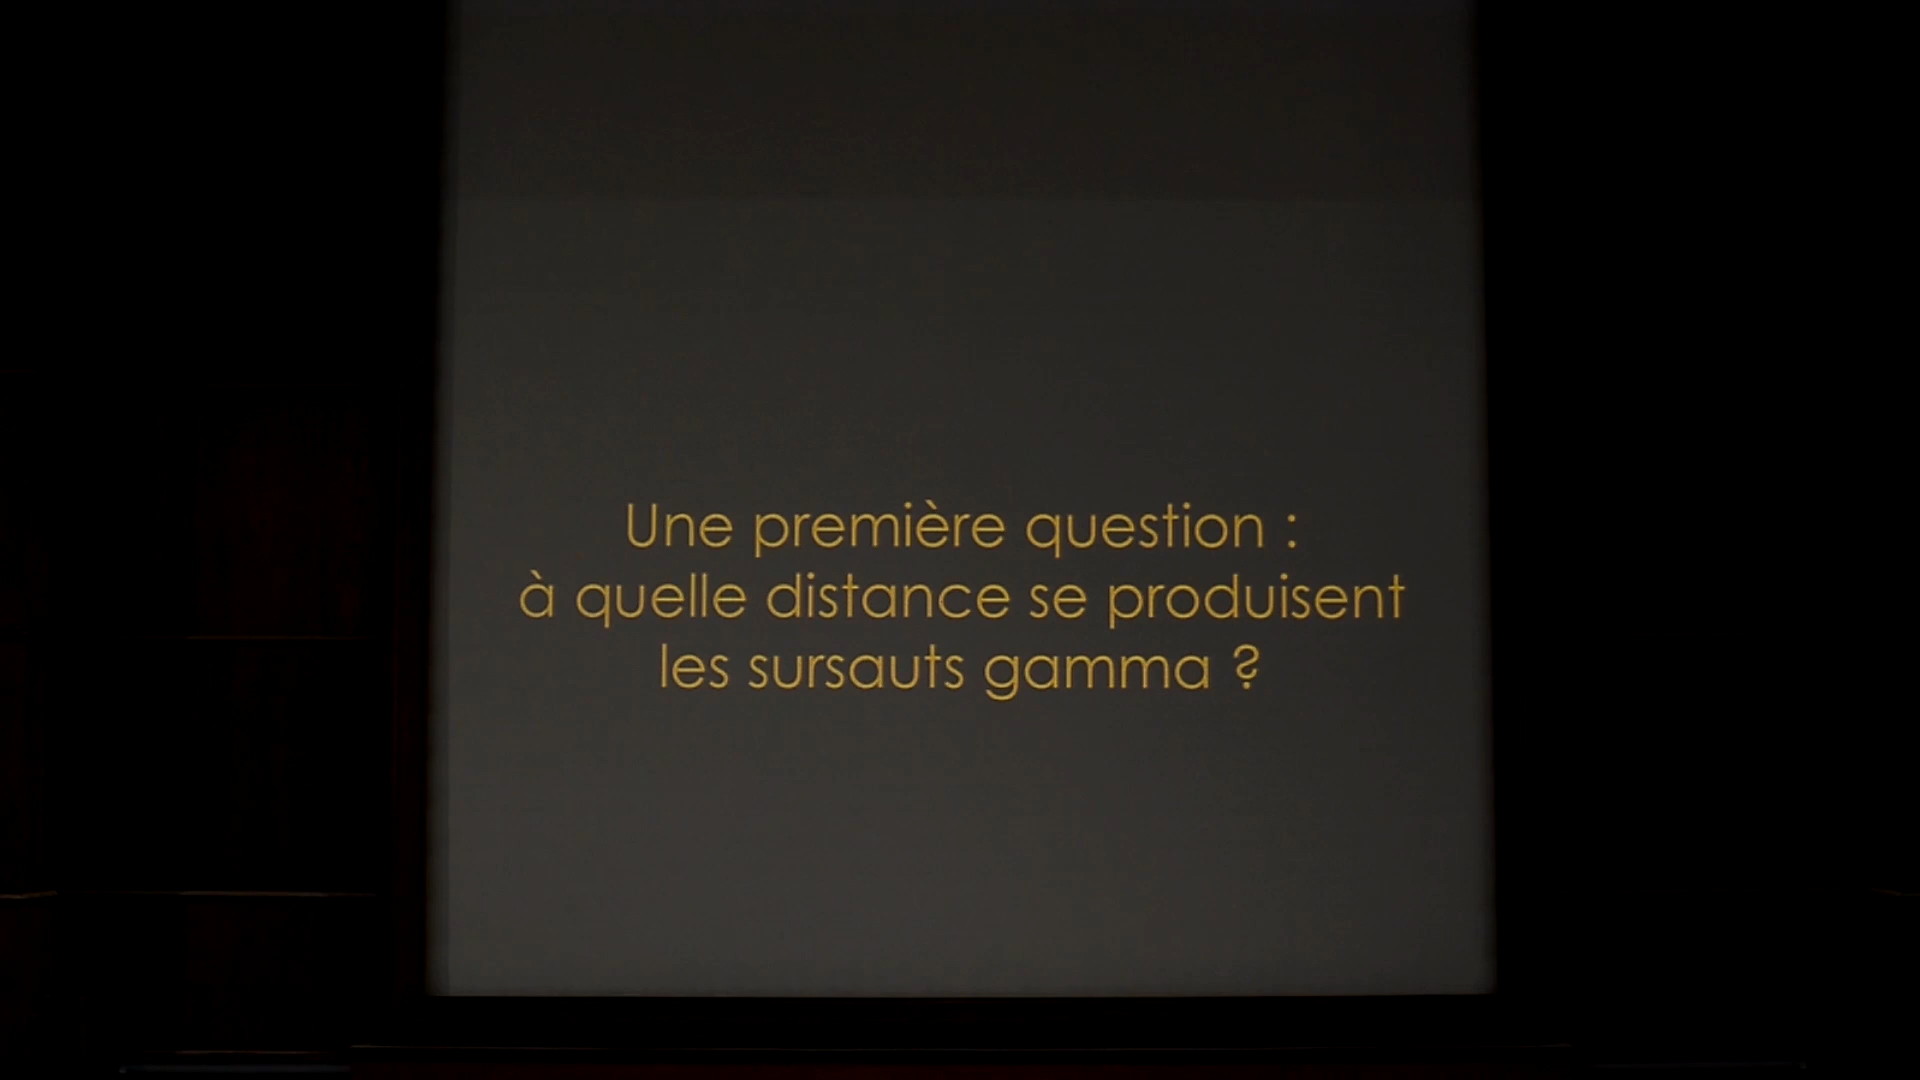 Une première question :
à quelle distance se produisent
les sursauts gamma ?